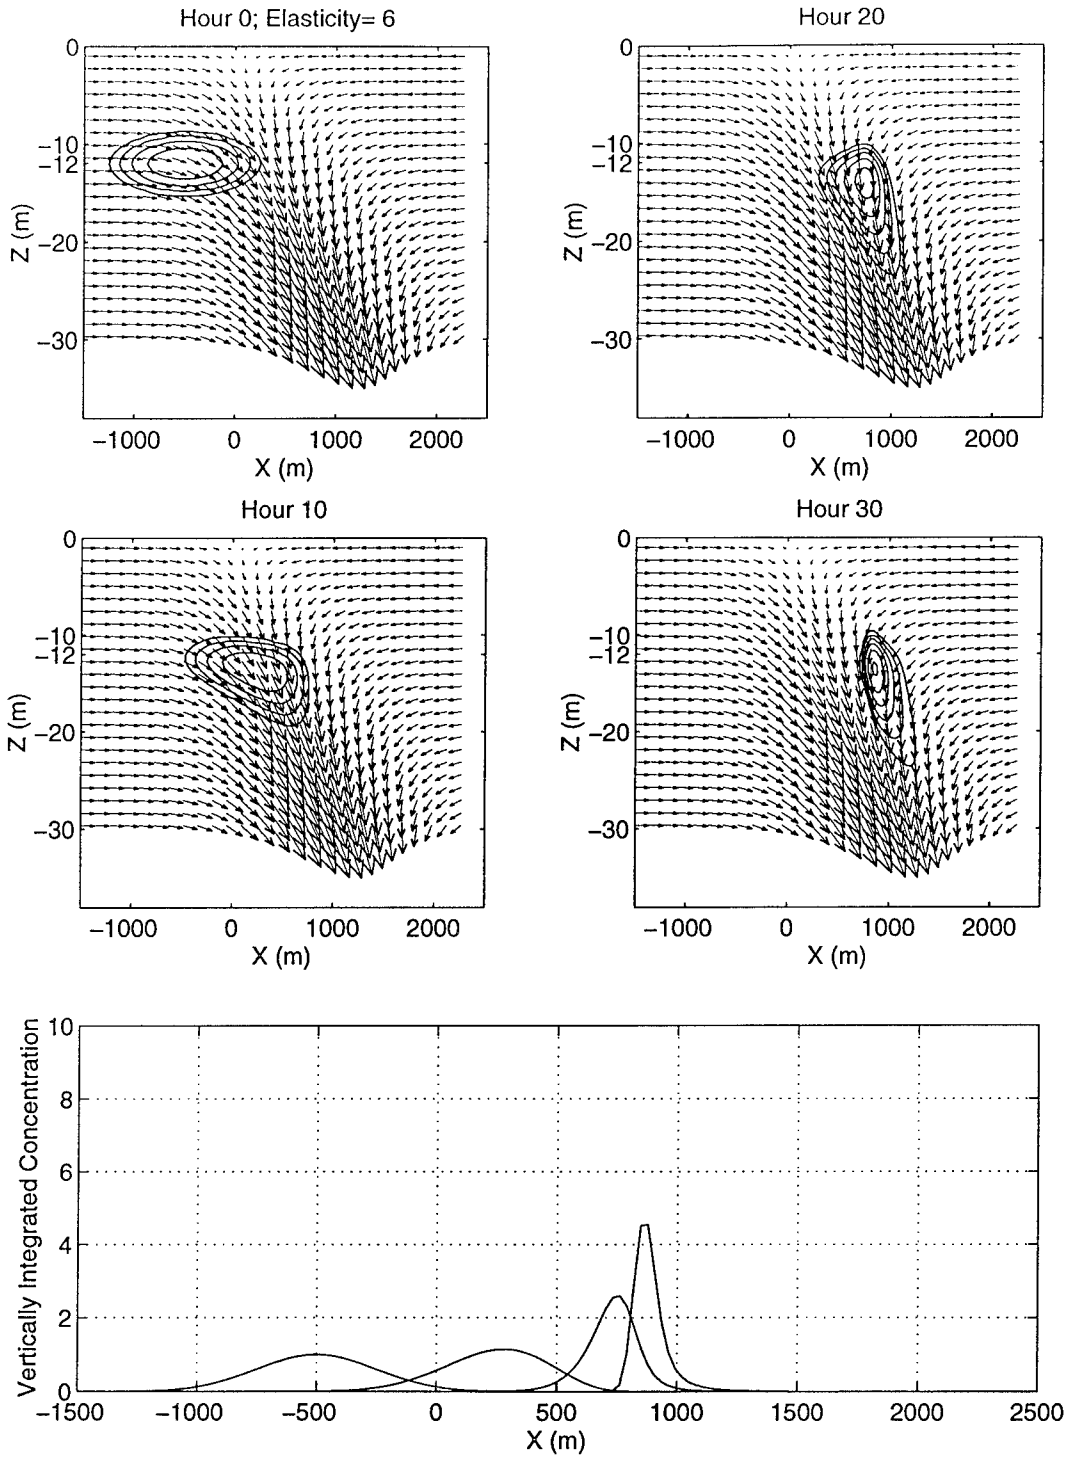 Hour 0; Elasticity= 6
0
−10
−12
−20
−30
Z (m)
−1000 0 1000 2000
X (m)
Hour 20
0
−10
−12
−20
−30
Z (m)
−1000 0 1000 2000
X (m)
Hour 10
0
−10
−12
−20
−30
Z (m)
−1000 0 1000 2000
X (m)
Hour 30
0
−10
−12
−20
−30
Z (m)
−1000 0 1000 2000
X (m)
Vertically Integrated Concentration
10
8
6
4
2
0
−1500 −1000 −500 0 500 1000 1500 2000 2500
X (m)